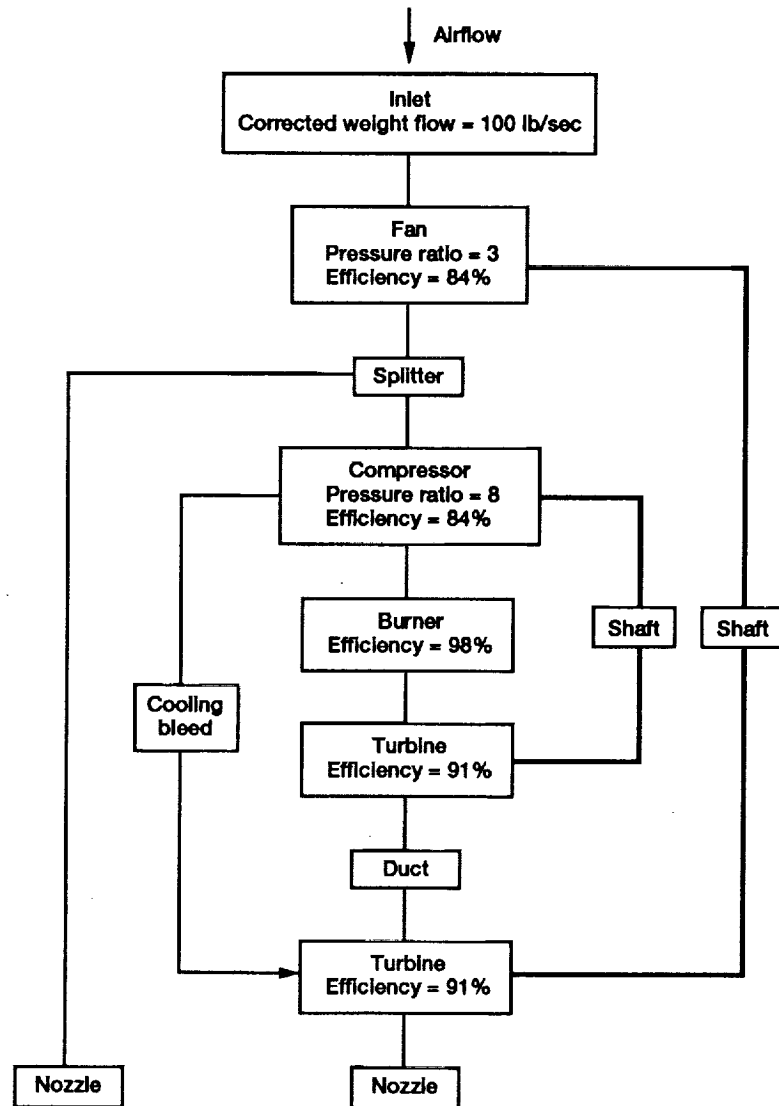 Airflow
Inlet
Corrected weight flow = 100 lb/sec
Fan
Pressure ratio = 3
Efficiency = 84%
Splitter
Compressor
Pressure ratio = 8
Efficiency = 84%
Burner
Efficiency = 98%
Shaft
Shaft
Cooling
bleed
Turbine
Efficiency = 91%
Duct
Turbine
Efficiency = 91%
Nozzle
Nozzle